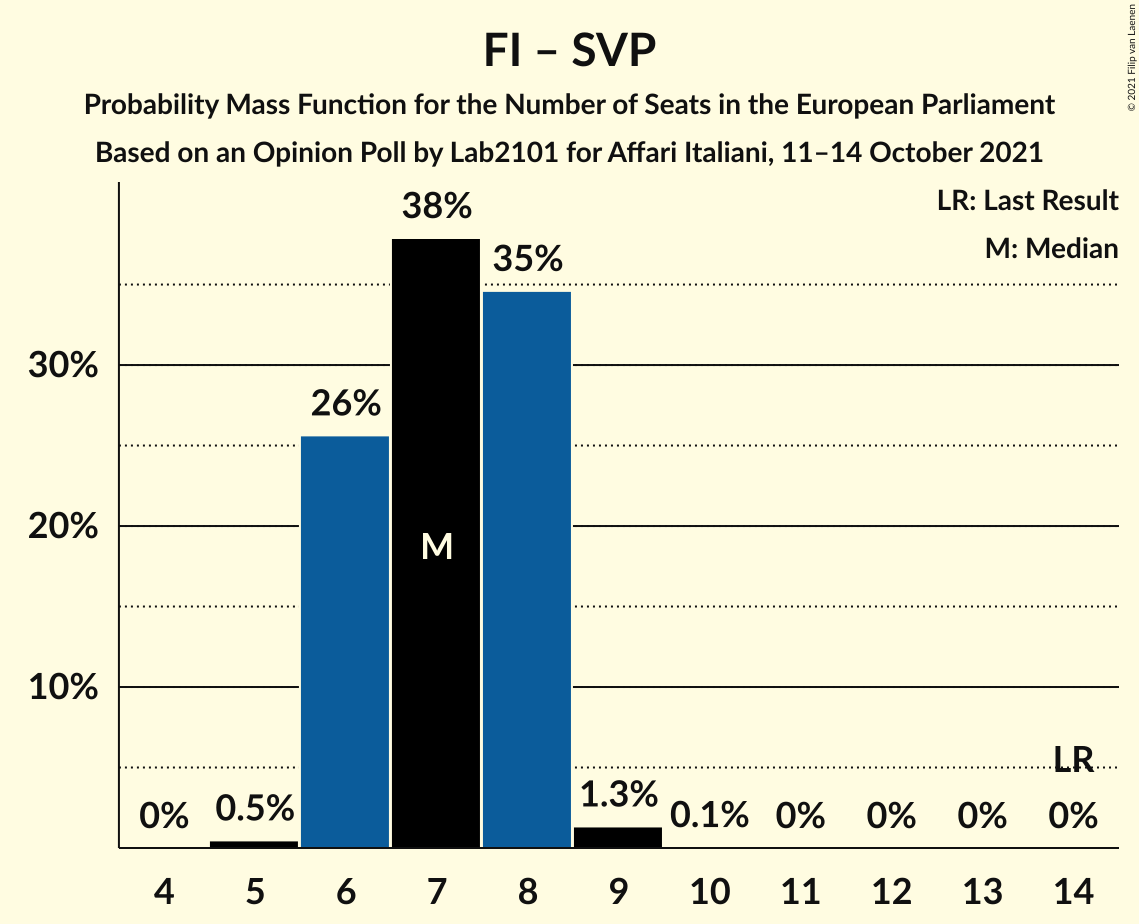 FI – SVP
Probability Mass Function for the Number of Seats in the European Parliament
Based on an Opinion Poll by Lab2101 for Affari Italiani, 11–14 October 2021
© 2021 Filip van Laenen
LR: Last Result
M: Median
38%
35%
30%
26%
20%
M
10%
LR
0%
0.5%
1.3%
0.1%
0%
0%
0%
0%
4 5 6 7 8 9 10 11 12 13 14